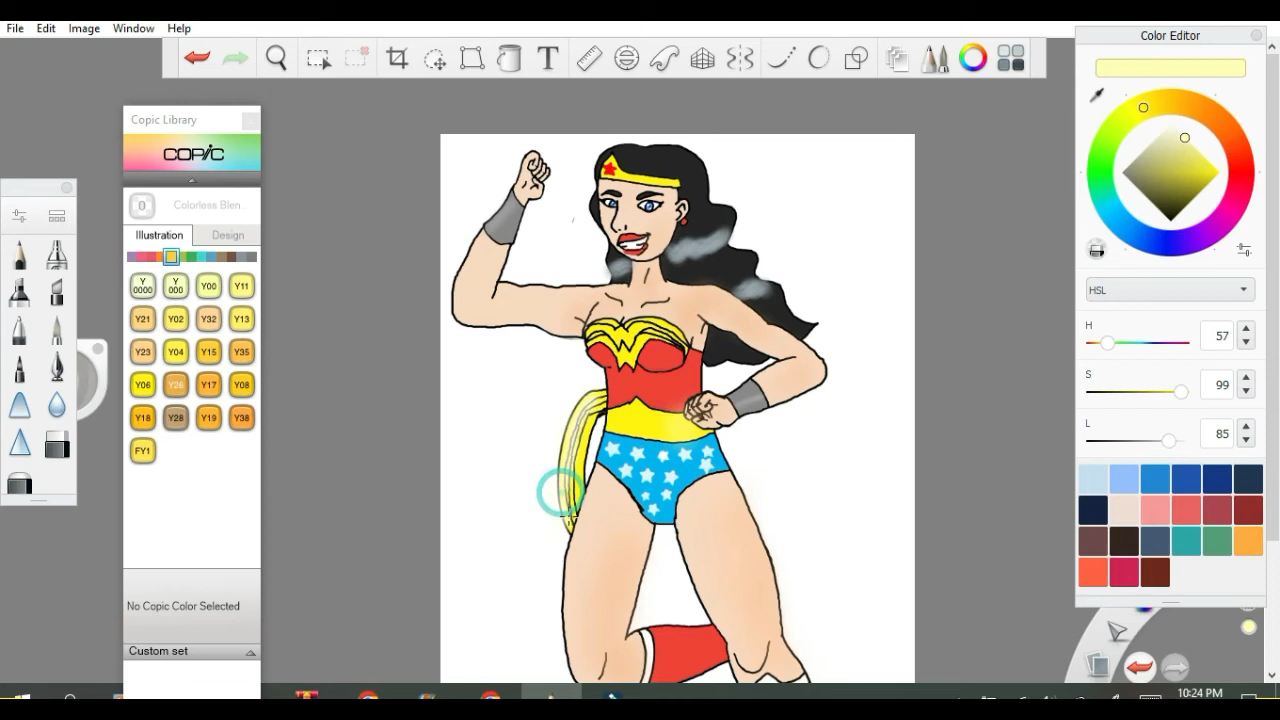 File Edit Image Window Help
Color Editor
Copic Library
COPIC
0 Colorless Blen...
Illustration Design
Y0000 Y000 Y00 Y11
Y21 Y02 Y32 Y13
Y23 Y04 Y15 Y35
Y06 Y26 Y17 Y08
Y18 Y28 Y19 Y38
FY1
No Copic Color Selected
Custom set
HSL
H 57
S 99
L 85
10:24 PM